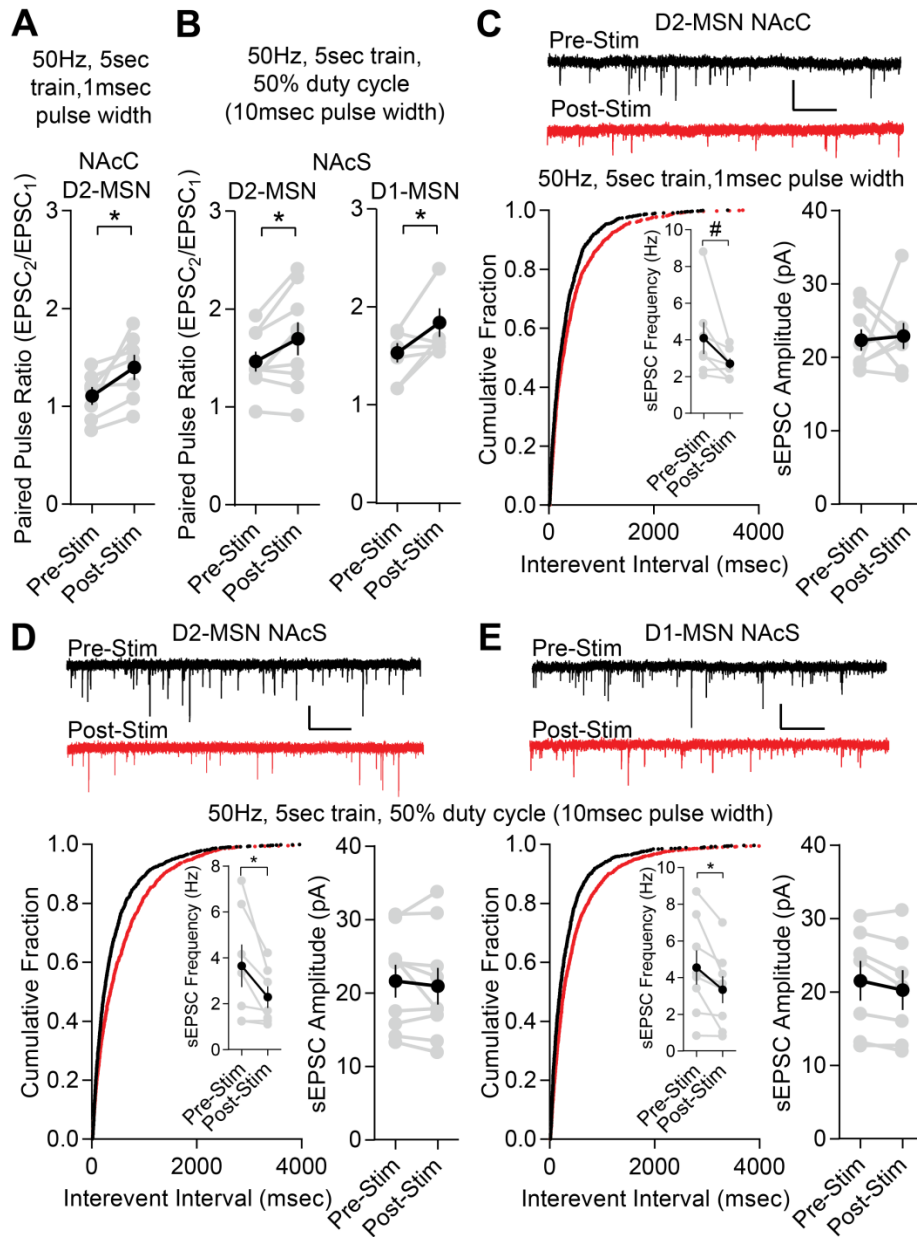 A
50Hz, 5sec
train,1msec
pulse width
NAcC
D2-MSN
*
Paired Pulse Ratio (EPSC₂/EPSC₁)
3
2
1
0
Pre-Stim
Post-Stim
B
50Hz, 5sec train,
50% duty cycle
(10msec pulse width)
NAcS
D2-MSN
D1-MSN
*
Paired Pulse Ratio (EPSC₂/EPSC₁)
3
2
1
0
Pre-Stim
Post-Stim
*
3
2
1
0
Pre-Stim
Post-Stim
C
D2-MSN NAcC
Pre-Stim
Post-Stim
50Hz, 5sec train,1msec pulse width
Cumulative Fraction
1.0
0.8
0.6
0.4
0.2
0.0
0
2000
4000
Interevent Interval (msec)
#
sEPSC Frequency (Hz)
10
8
6
4
2
0
Pre-Stim
Post-Stim
sEPSC Amplitude (pA)
40
30
20
10
0
Pre-Stim
Post-Stim
D
D2-MSN NAcS
Pre-Stim
Post-Stim
E
D1-MSN NAcS
Pre-Stim
Post-Stim
50Hz, 5sec train, 50% duty cycle (10msec pulse width)
Cumulative Fraction
1.0
0.8
0.6
0.4
0.2
0.0
0
2000
4000
Interevent Interval (msec)
*
sEPSC Frequency (Hz)
8
6
4
2
0
Pre-Stim
Post-Stim
sEPSC Amplitude (pA)
40
30
20
10
0
Pre-Stim
Post-Stim
Cumulative Fraction
1.0
0.8
0.6
0.4
0.2
0.0
0
2000
4000
Interevent Interval (msec)
*
sEPSC Frequency (Hz)
10
8
6
4
2
0
Pre-Stim
Post-Stim
sEPSC Amplitude (pA)
40
30
20
10
0
Pre-Stim
Post-Stim